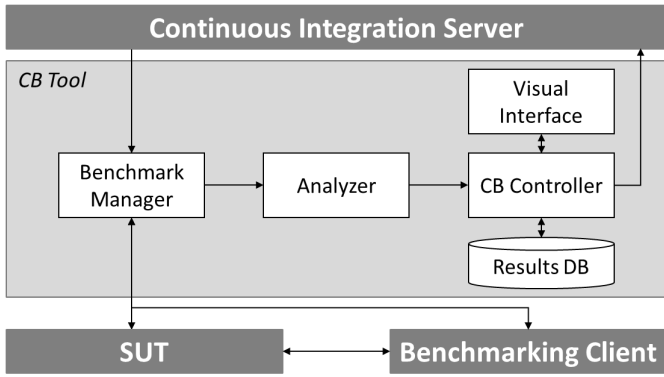 Continuous Integration Server
CB Tool
Visual
Interface
Benchmark
Manager
Analyzer
CB Controller
Results DB
SUT
Benchmarking Client